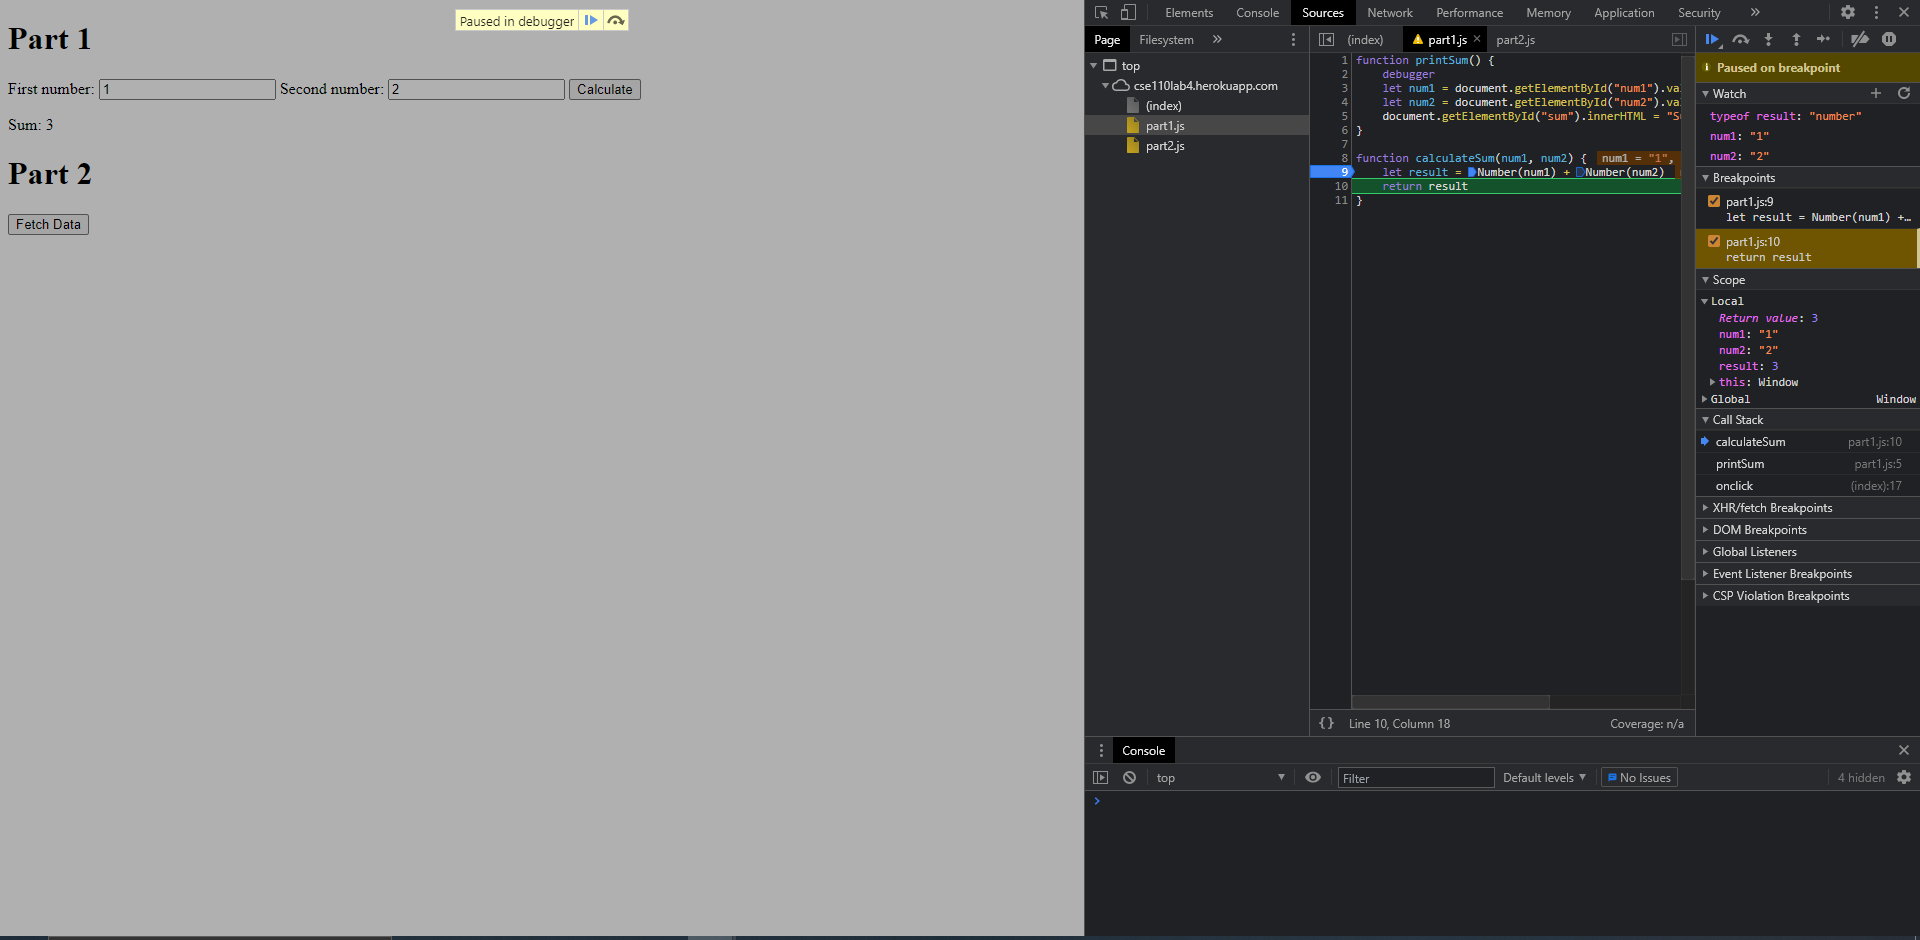 Paused in debugger
Part 1
First number: 1 Second number: 2 Calculate
Sum: 3
Part 2
Fetch Data
Elements Console Sources Network Performance Memory Application Security »
Page Filesystem »
top
cse110lab4.herokuapp.com
(index)
part1.js
part2.js
(index) part1.js × part2.js
1 function printSum() {
2 debugger
3 let num1 = document.getElementById("num1").va
4 let num2 = document.getElementById("num2").va
5 document.getElementById("sum").innerHTML = "S
6 }
7
8 function calculateSum(num1, num2) { num1 = "1",
9 let result = Number(num1) + Number(num2)
10 return result
11 }
{} Line 10, Column 18 Coverage: n/a
Paused on breakpoint
Watch
typeof result: "number"
num1: "1"
num2: "2"
Breakpoints
part1.js:9
let result = Number(num1) +…
part1.js:10
return result
Scope
Local
Return value: 3
num1: "1"
num2: "2"
result: 3
this: Window
Global Window
Call Stack
calculateSum part1.js:10
printSum part1.js:5
onclick (index):17
XHR/fetch Breakpoints
DOM Breakpoints
Global Listeners
Event Listener Breakpoints
CSP Violation Breakpoints
Console
top Filter Default levels No Issues 4 hidden